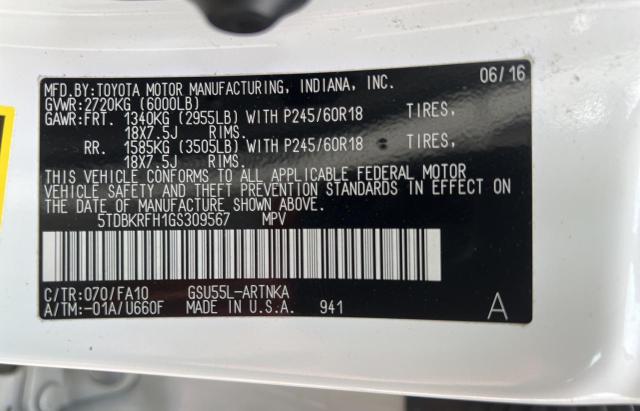 MFD.BY:TOYOTA MOTOR MANUFACTURING, INDIANA, INC. 06/16
GVWR:2720KG (6000LB)
GAWR:FRT. 1340KG (2955LB) WITH P245/60R18 TIRES,
18X7.5J RIMS.
RR. 1585KG (3505LB) WITH P245/60R18 TIRES,
18X7.5J RIMS.
THIS VEHICLE CONFORMS TO ALL APPLICABLE FEDERAL MOTOR
VEHICLE SAFETY AND THEFT PREVENTION STANDARDS IN EFFECT ON
THE DATE OF MANUFACTURE SHOWN ABOVE.
5TDBKRFH1GS309567 MPV
C/TR:070/FA10 GSU55L-ARTNKA
A/TM:-01A/U660F MADE IN U.S.A. 941 A